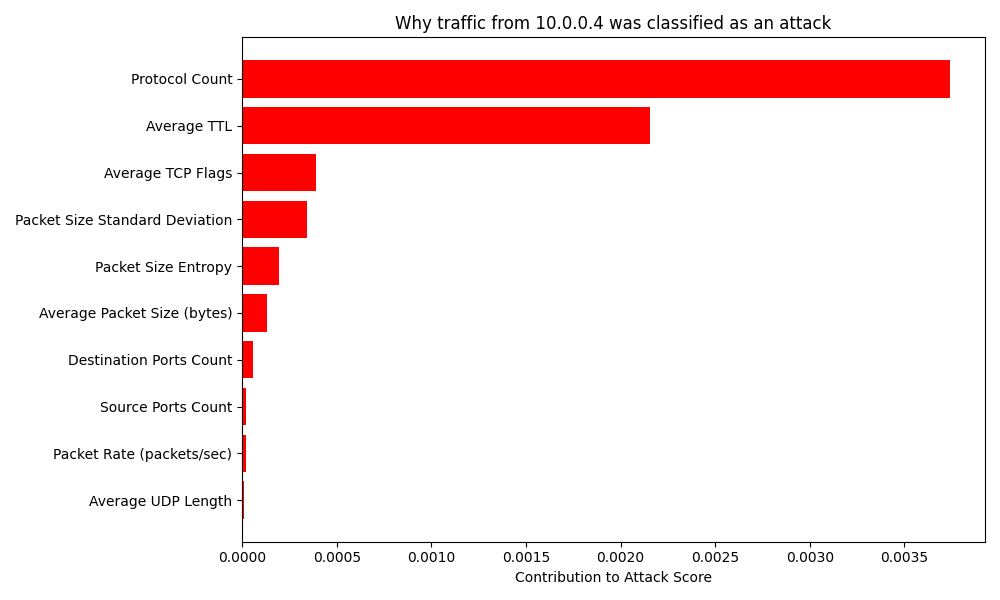 Why traffic from 10.0.0.4 was classified as an attack
Protocol Count
Average TTL
Average TCP Flags
Packet Size Standard Deviation
Packet Size Entropy
Average Packet Size (bytes)
Destination Ports Count
Source Ports Count
Packet Rate (packets/sec)
Average UDP Length
0.0000 0.0005 0.0010 0.0015 0.0020 0.0025 0.0030 0.0035
Contribution to Attack Score